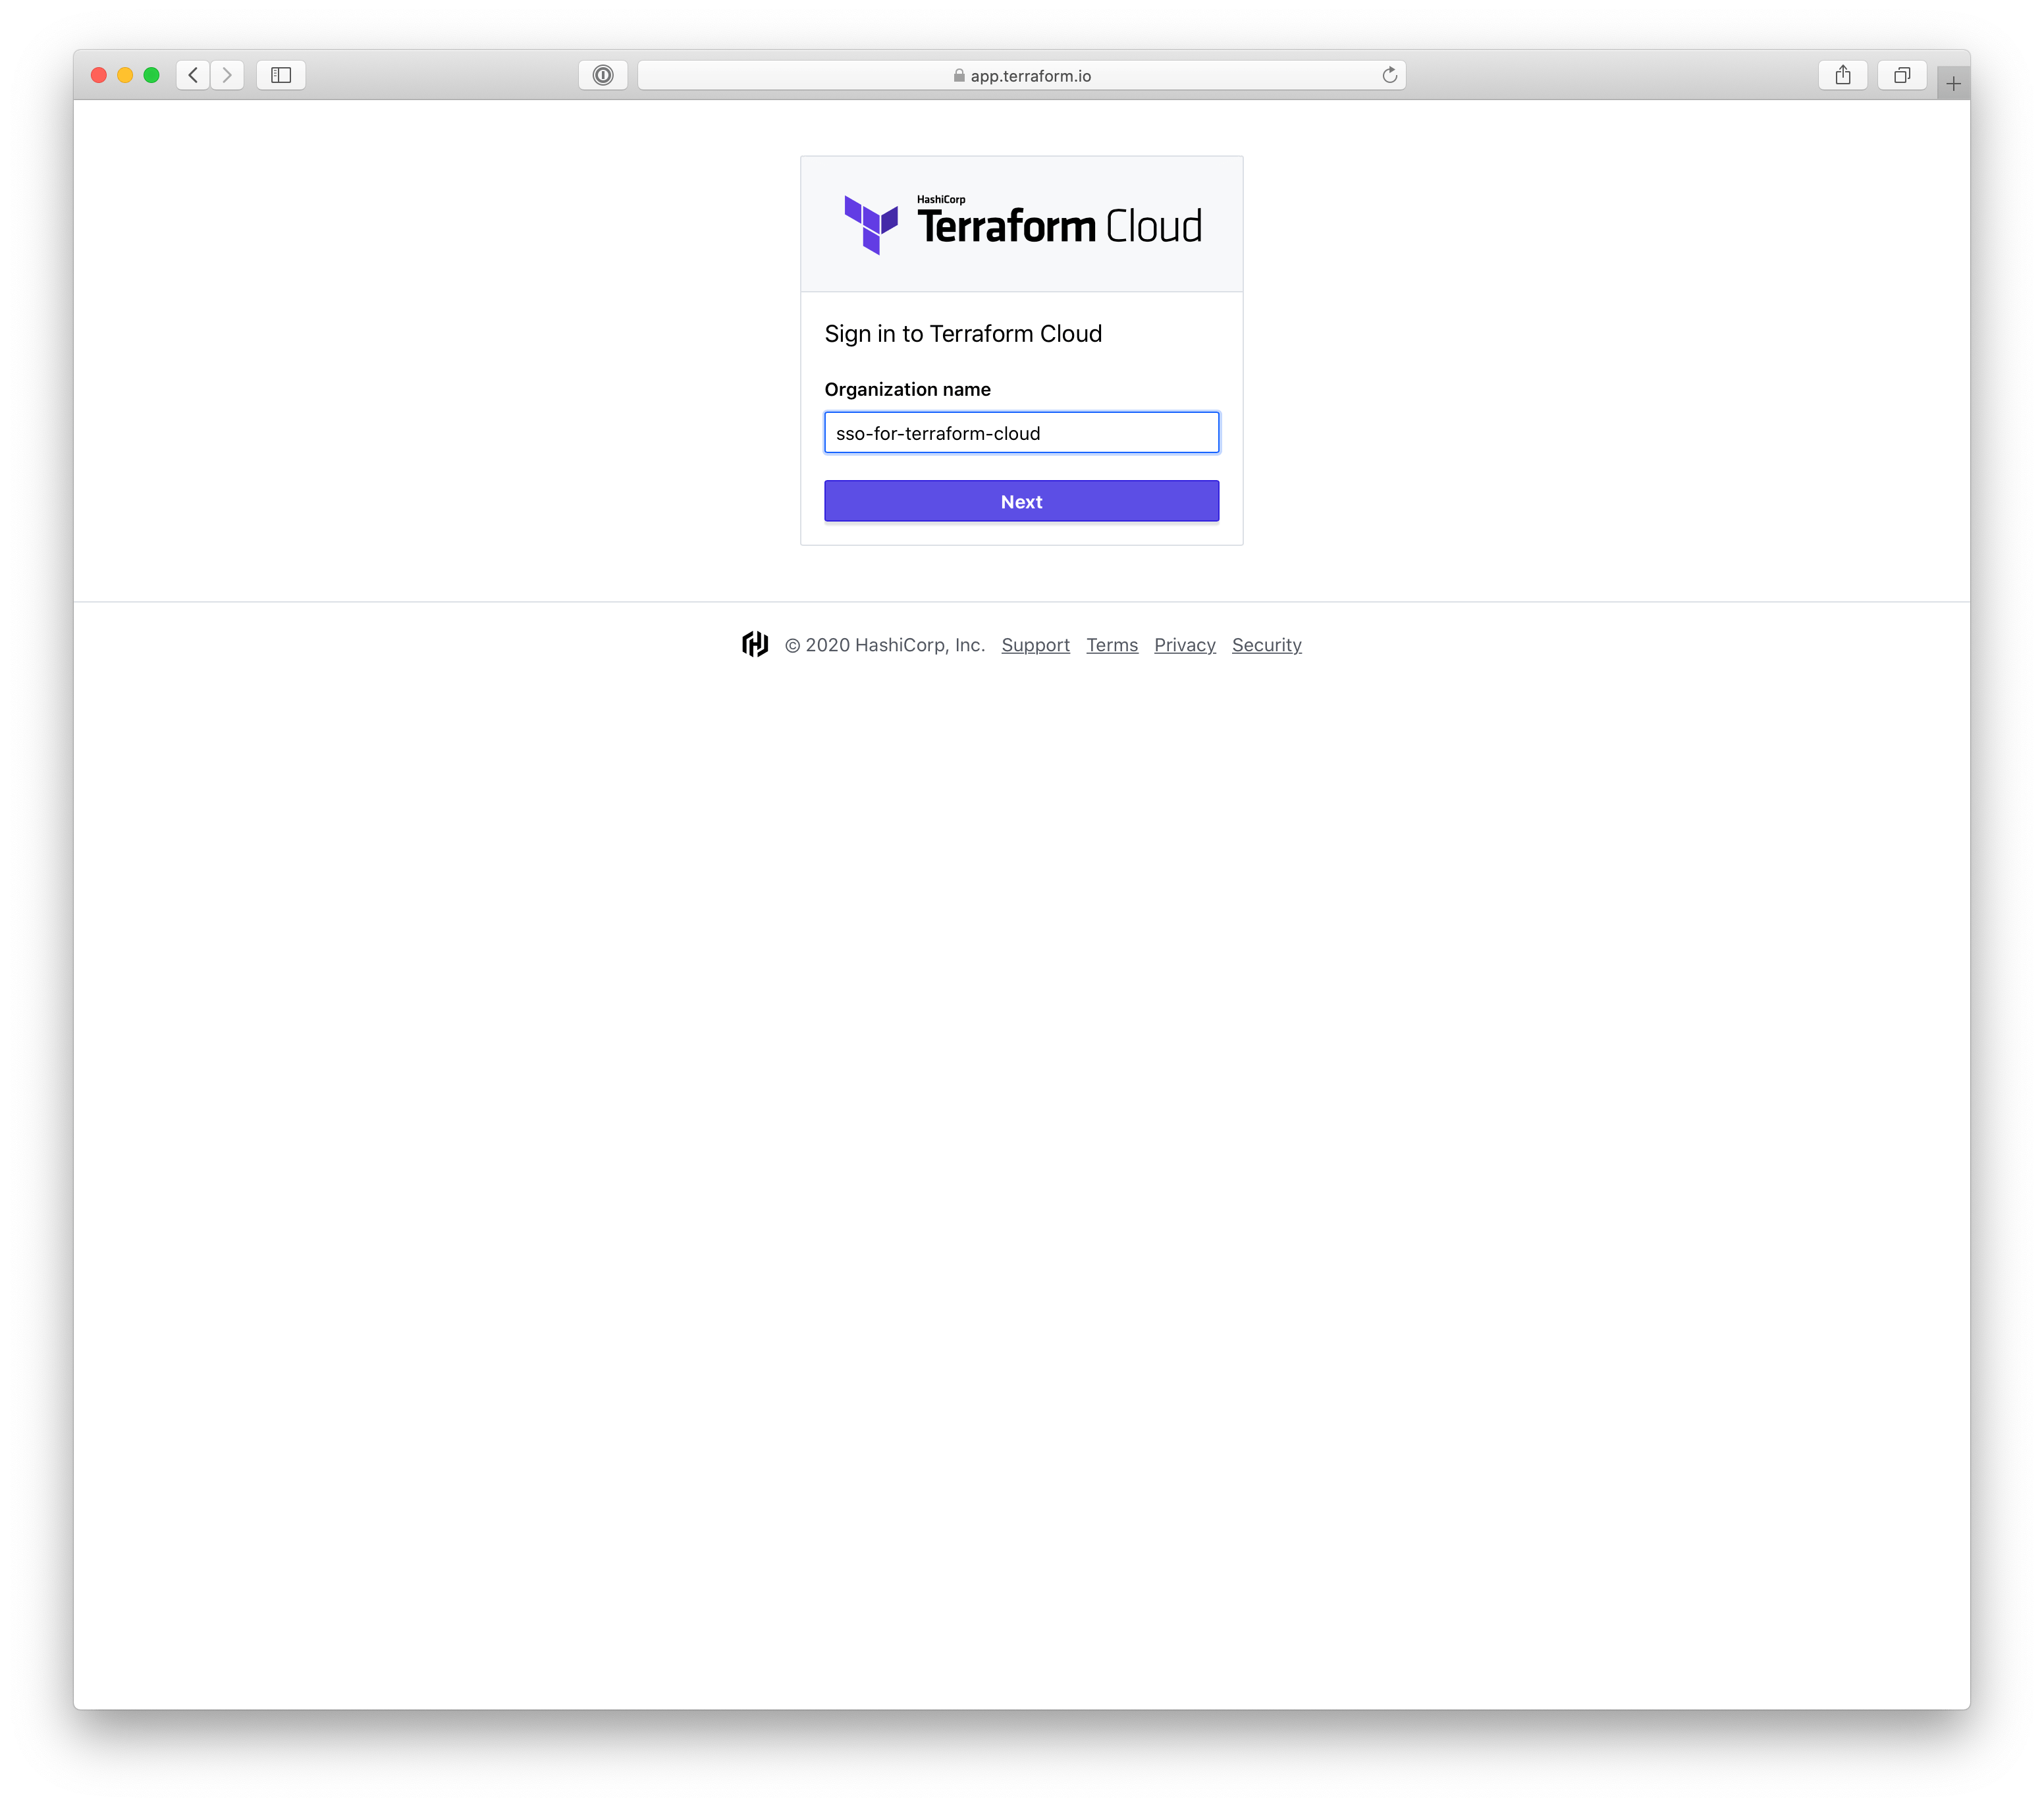 app.terraform.io
HashiCorp
Terraform Cloud
Sign in to Terraform Cloud
Organization name
sso-for-terraform-cloud
Next
© 2020 HashiCorp, Inc. Support Terms Privacy Security